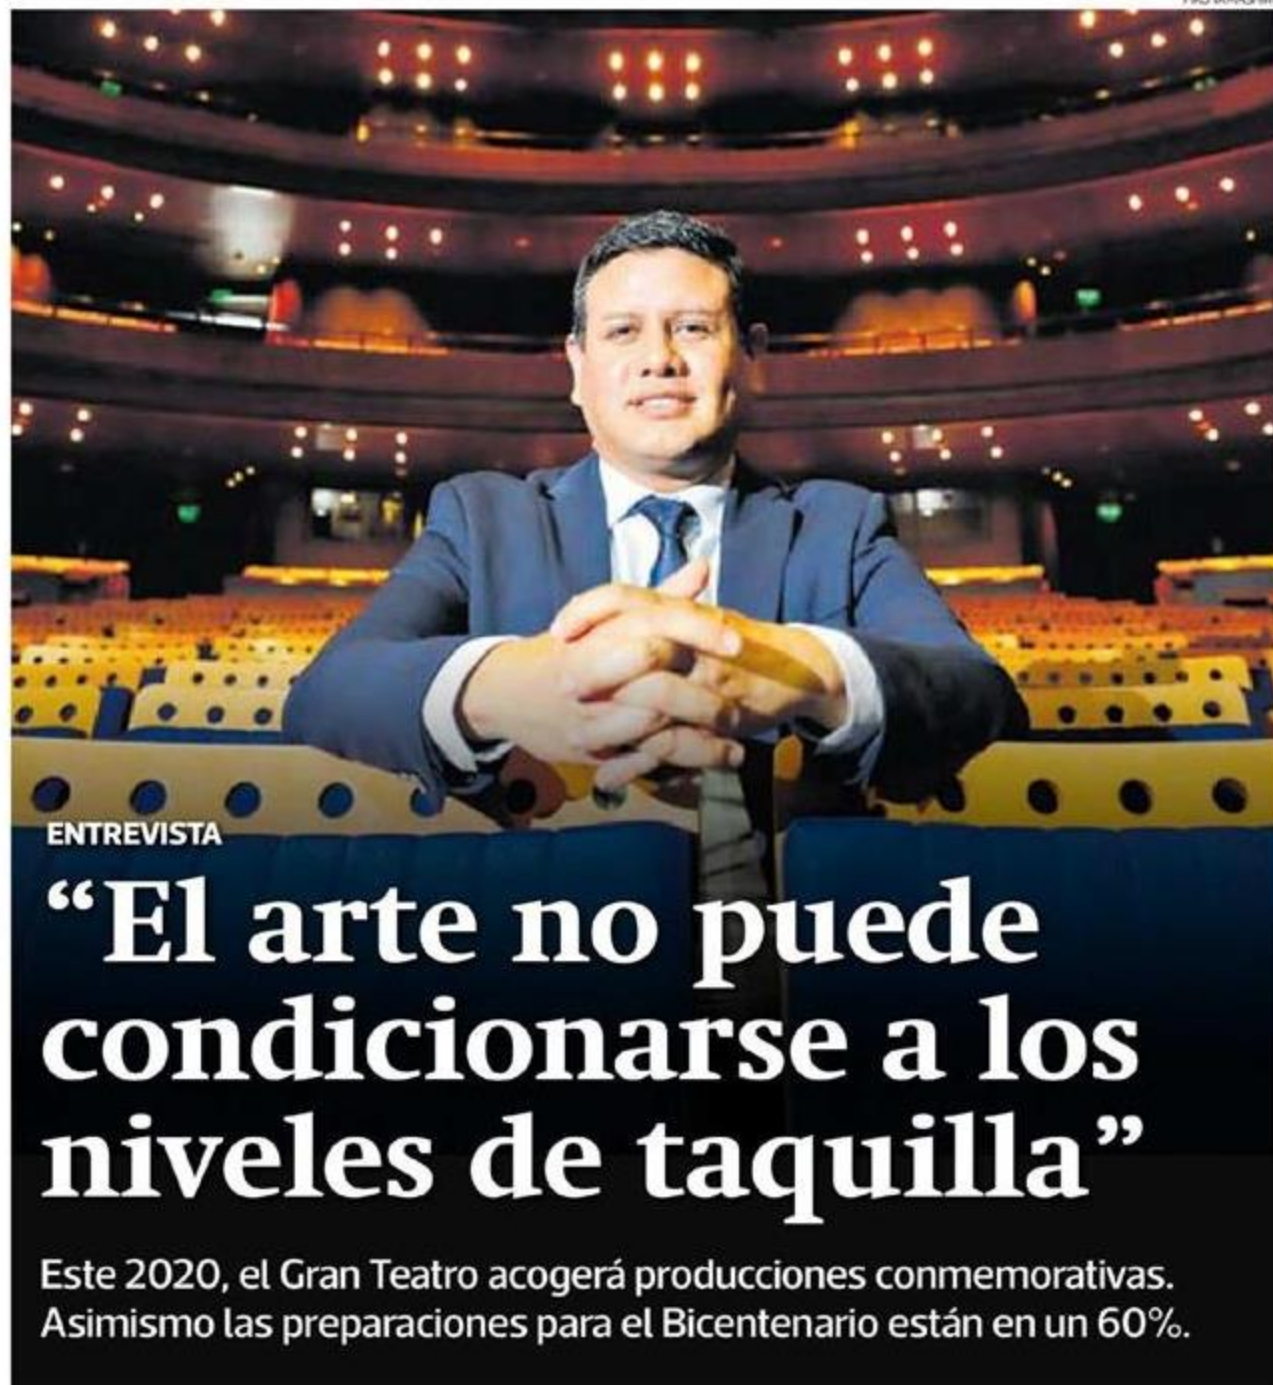 ENTREVISTA
“El arte no puede
condicionarse a los
niveles de taquilla”
Este 2020, el Gran Teatro acogerá producciones conmemorativas.
Asimismo las preparaciones para el Bicentenario están en un 60%.